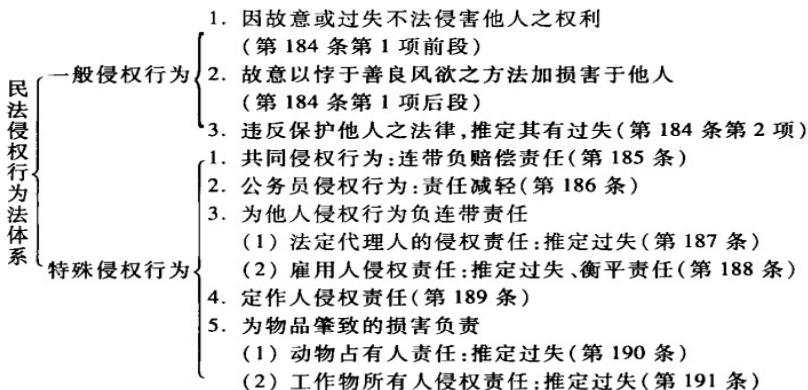 民法侵权行为法体系
一般侵权行为
1. 因故意或过失不法侵害他人之权利
(第 184 条第 1 项前段)
2. 故意以悖于善良风欲之方法加损害于他人
(第 184 条第 1 项后段)
3. 违反保护他人之法律,推定其有过失(第 184 条第 2 项)
特殊侵权行为
1. 共同侵权行为:连带负赔偿责任(第 185 条)
2. 公务员侵权行为:责任减轻(第 186 条)
3. 为他人侵权行为负连带责任
(1) 法定代理人的侵权责任:推定过失(第 187 条)
(2) 雇用人侵权责任:推定过失、衡平责任(第 188 条)
4. 定作人侵权责任(第 189 条)
5. 为物品肇致的损害负责
(1) 动物占有人责任:推定过失(第 190 条)
(2) 工作物所有人侵权责任:推定过失(第 191 条)